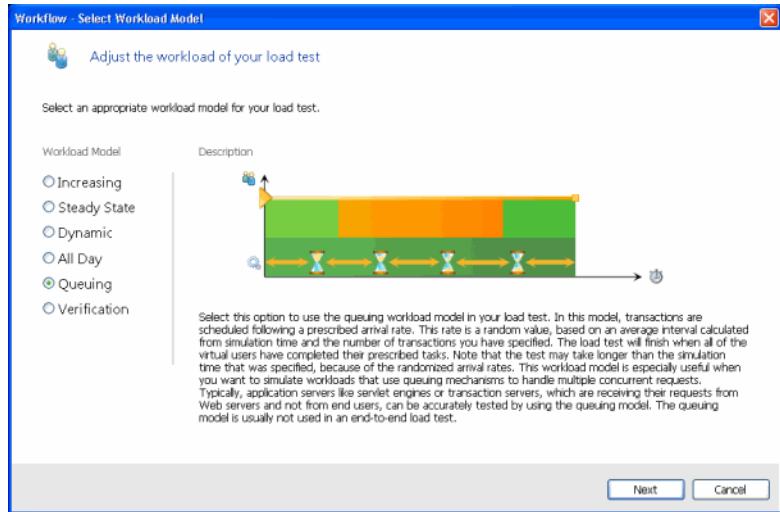 Workflow - Select Workload Model
Adjust the workload of your load test
Select an appropriate workload model for your load test.
Workload Model
Description
Increasing
Steady State
Dynamic
All Day
Queuing
Verification
Select this option to use the queuing workload model in your load test. In this model, transactions are
scheduled following a prescribed arrival rate. This rate is a random value, based on an average interval calculated
from simulation time and the number of transactions you have specified. The load test will finish when all of the
virtual users have completed their prescribed tasks. Note that the test may take longer than the simulation
time that was specified, because of the randomized arrival rates. This workload model is especially useful when
you want to simulate workloads that use queuing mechanisms to handle multiple concurrent requests.
Typically, application servers like servlet engines or transaction servers, which are receiving their requests from
Web servers and not from end users, can be accurately tested by using the queuing model. The queuing
model is usually not used in an end-to-end load test.
Next
Cancel